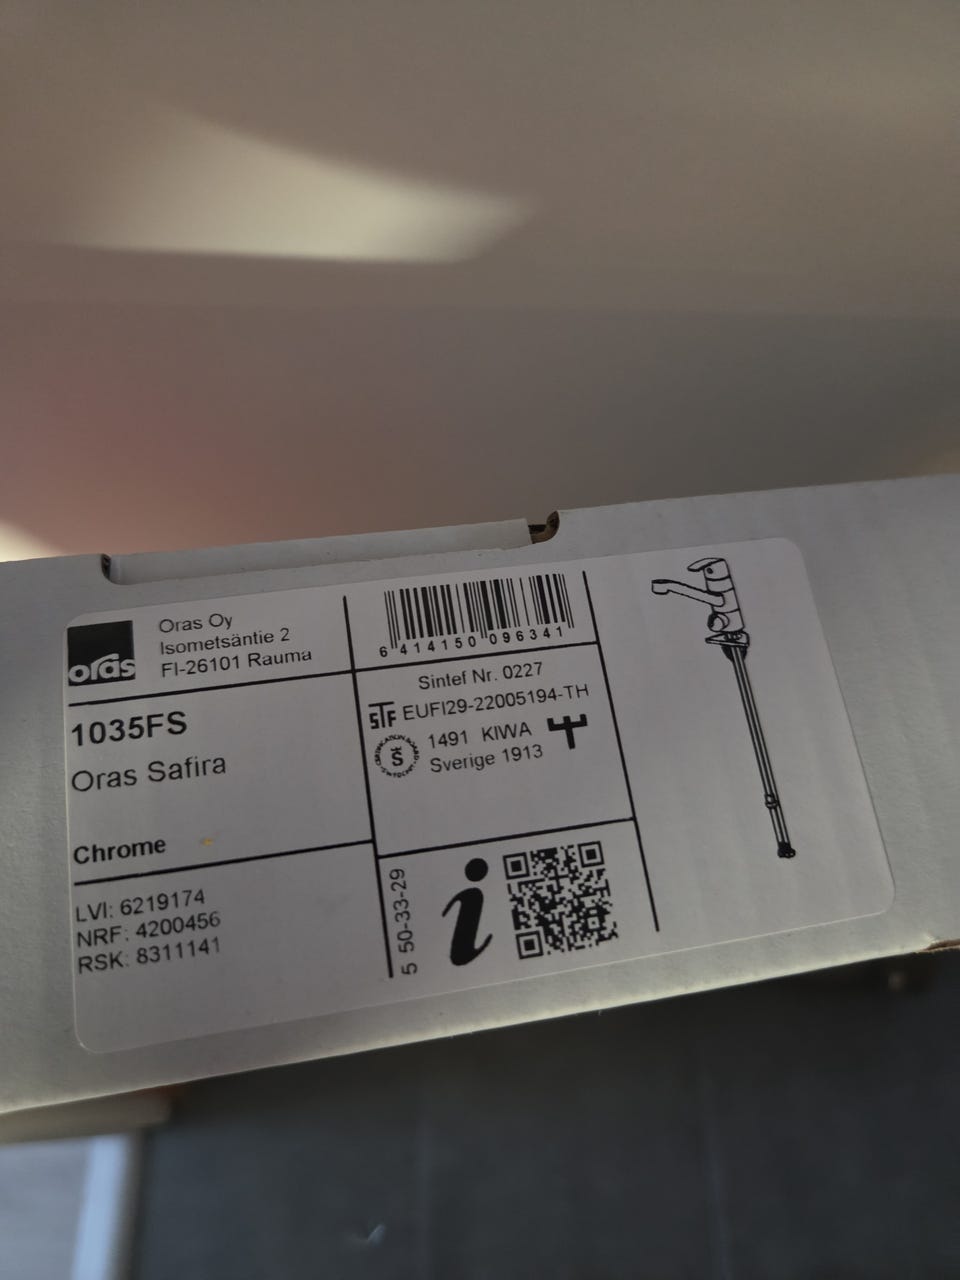 oras
Oras Oy
Isometsäntie 2
FI-26101 Rauma
1035FS
Oras Safira
Chrome
LVI: 6219174
NRF: 4200456
RSK: 8311141
6 414150 096341
Sintef Nr. 0227
STF EUFI29-22005194-TH
1491 KIWA
Sverige 1913
5 50-33-29
i